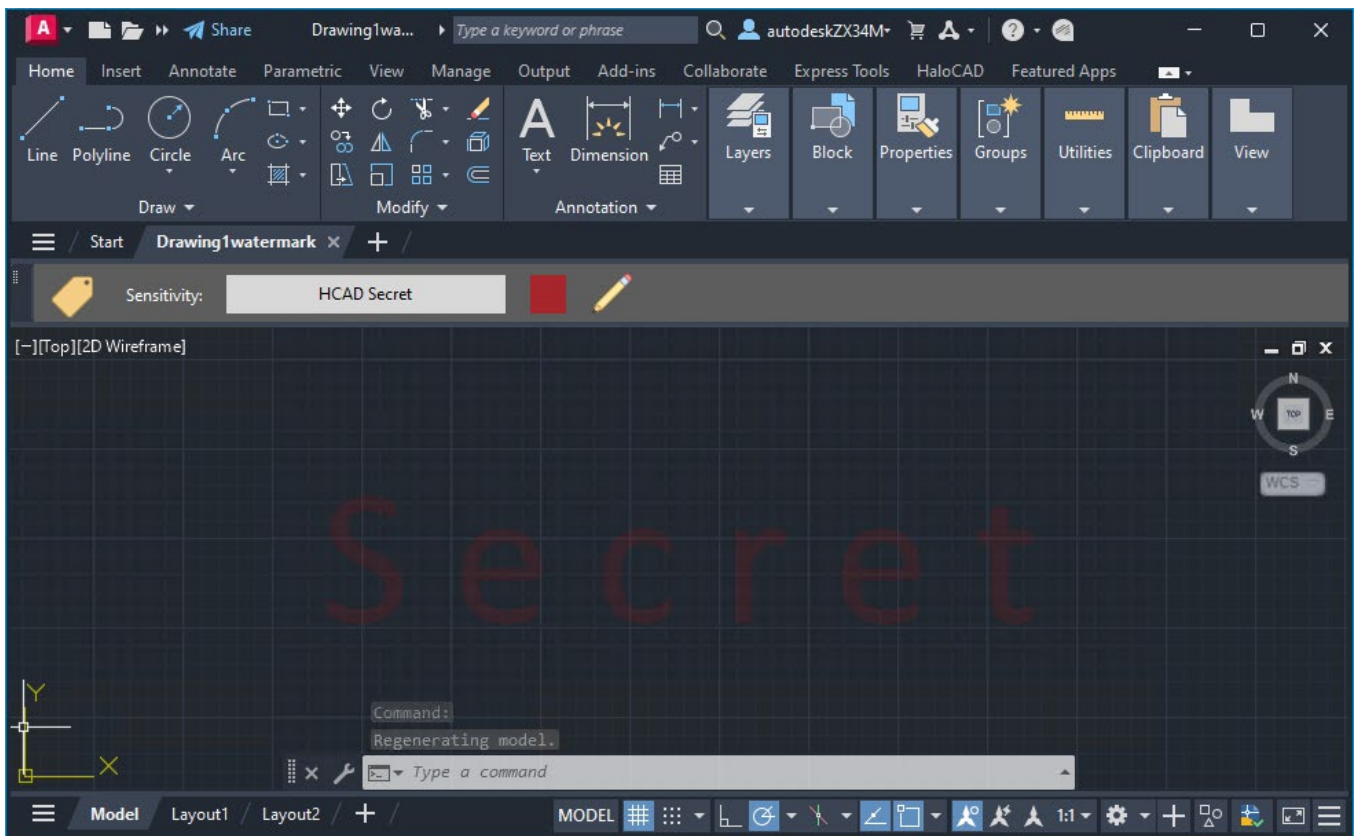 A Share Drawing1wa... Type a keyword or phrase autodeskZX34M
Home Insert Annotate Parametric View Manage Output Add-ins Collaborate Express Tools HaloCAD Featured Apps
Line Polyline Circle Arc A Text Dimension Layers Block Properties Groups Utilities Clipboard View
Draw Modify Annotation
Start Drawing1watermark
Sensitivity: HCAD Secret
[−][Top][2D Wireframe]
N
W TOP E
S
WCS
Secret
Y
Command:
Regenerating model.
X
Type a command
Model Layout1 Layout2 MODEL 1:1